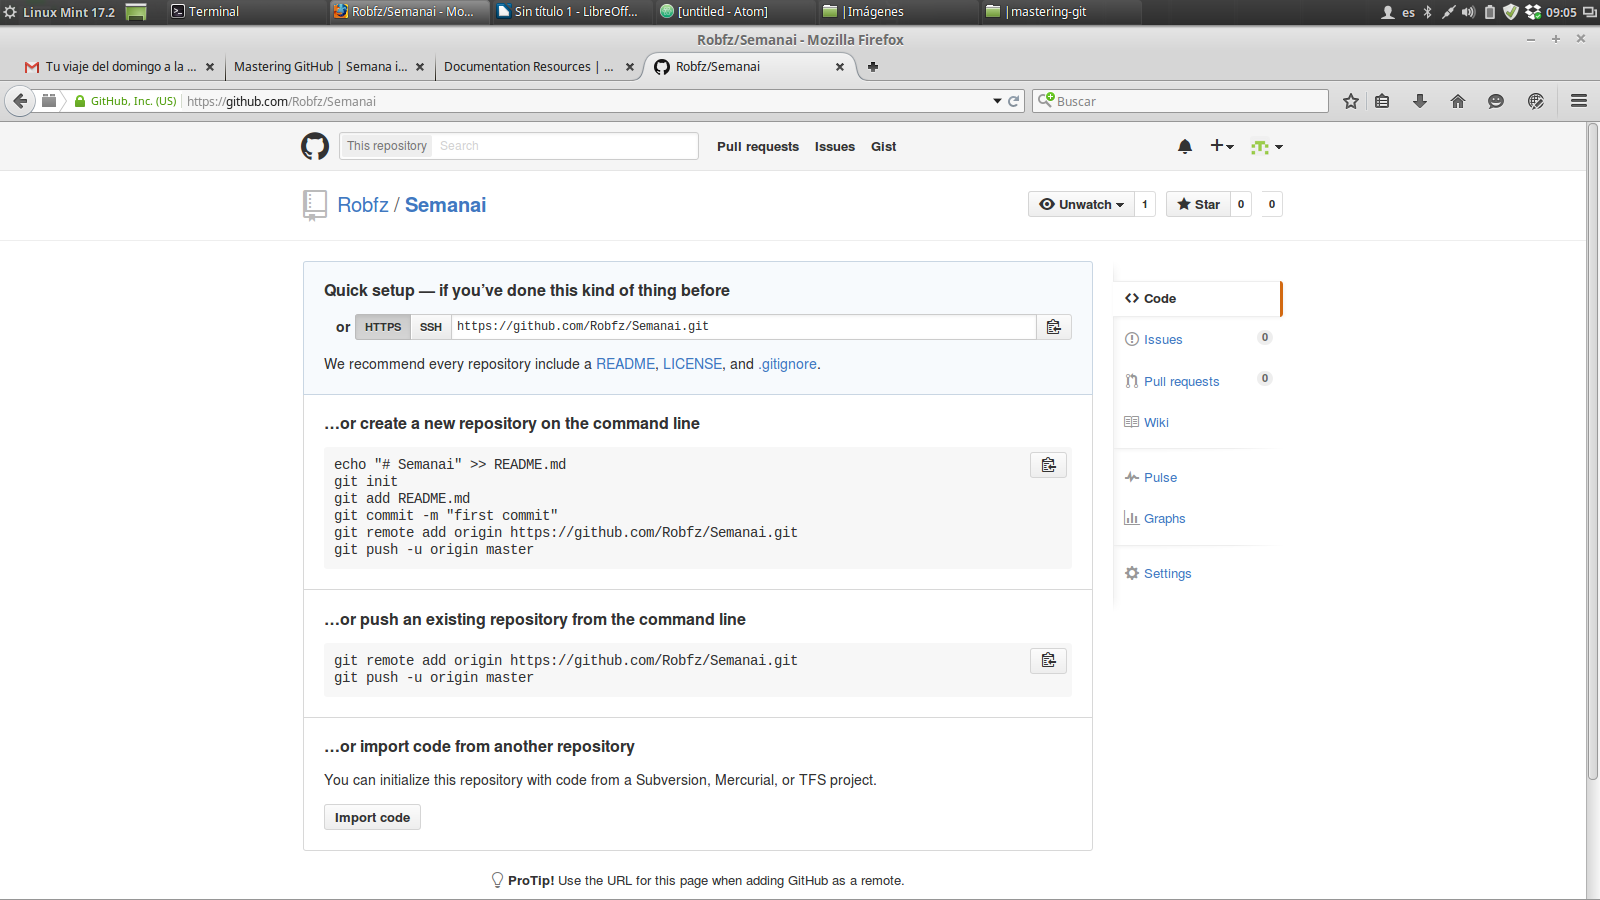 Linux Mint 17.2 Terminal Robfz/Semanai - Mo... Sin título 1 - LibreOff... [untitled - Atom] |Imágenes |mastering-git es 09:05
Robfz/Semanai - Mozilla Firefox
Tu viaje del domingo a la ... Mastering GitHub | Semana i... Documentation Resources | ... Robfz/Semanai
GitHub, Inc. (US) https://github.com/Robfz/Semanai Buscar
This repository Search Pull requests Issues Gist
Robfz / Semanai Unwatch 1 Star 0 0
Quick setup — if you’ve done this kind of thing before
or HTTPS SSH https://github.com/Robfz/Semanai.git
We recommend every repository include a README, LICENSE, and .gitignore.
…or create a new repository on the command line
echo "# Semanai" >> README.md
git init
git add README.md
git commit -m "first commit"
git remote add origin https://github.com/Robfz/Semanai.git
git push -u origin master
…or push an existing repository from the command line
git remote add origin https://github.com/Robfz/Semanai.git
git push -u origin master
…or import code from another repository
You can initialize this repository with code from a Subversion, Mercurial, or TFS project.
Import code
ProTip! Use the URL for this page when adding GitHub as a remote.
Code
Issues 0
Pull requests 0
Wiki
Pulse
Graphs
Settings